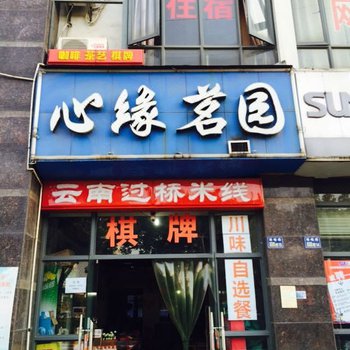 住宿
网
咖啡 茶艺 棋牌
心缘茗园
SU
云南过桥米线
棋牌
川味自选餐